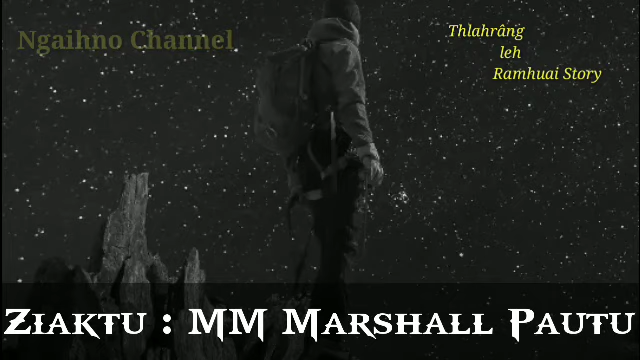 Ngaihno Channel
Thlahrâng
leh
Ramhuai Story
Ziaktu : MM Marshall Pautu